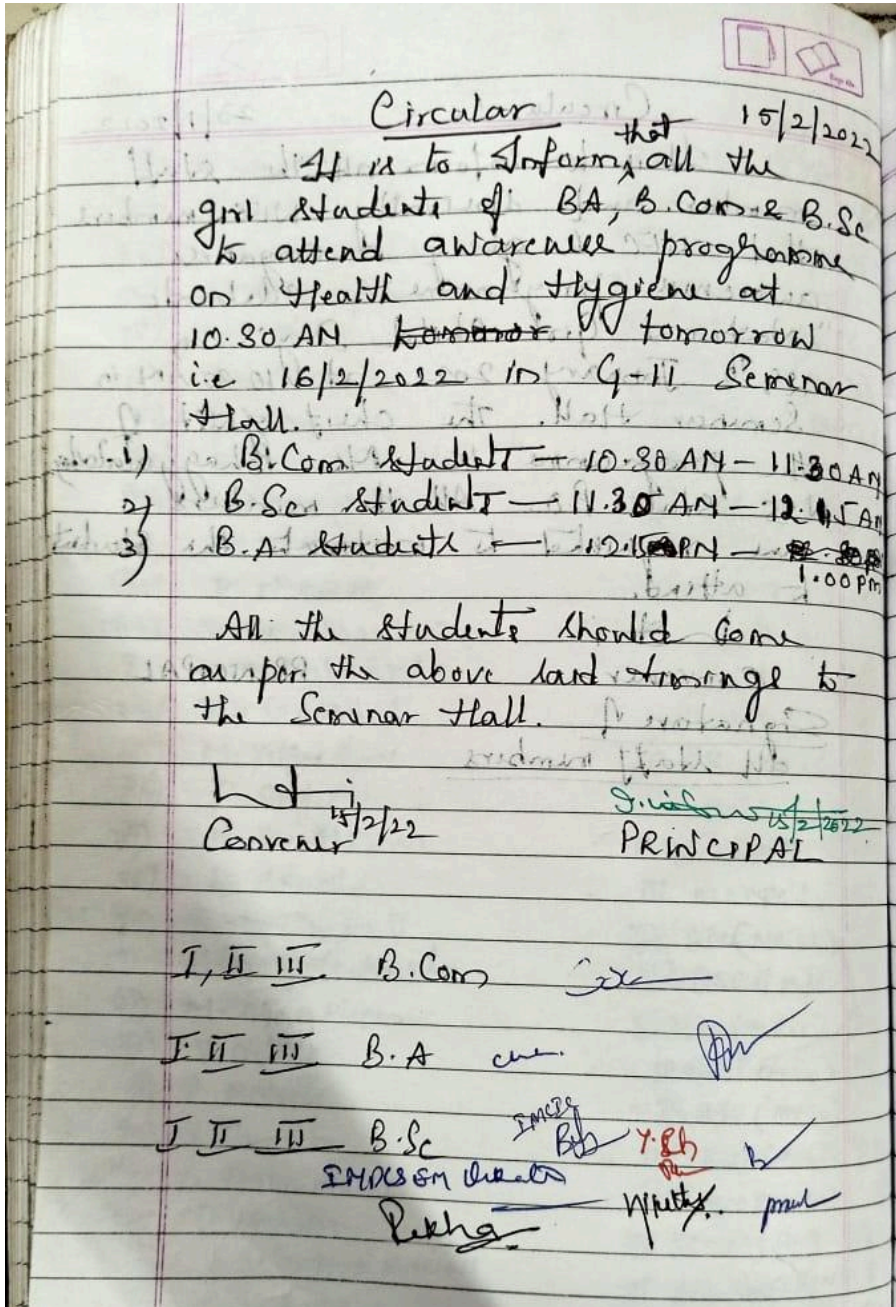 Circular 15/2/2022
It is to Inform that all the
girl students of BA, B.Com & B.Sc
to attend awareness programme
on Health and Hygiene at
10.30 AM tomorrow
i.e 16/2/2022 in G-11 Seminar
Hall.
1) B.Com students — 10.30 AM – 11.30 AM
2) B.Sc students — 11.30 AM – 12.15 AM
3) B.A students — 12.15 PM –
1.00 pm
All the students should come
as per the above said timings to
the Seminar Hall.
15/2/22 15/2/2022
Convener PRINCIPAL
I, II III B.Com
I II III B.A
I II III B.Sc
Rekha